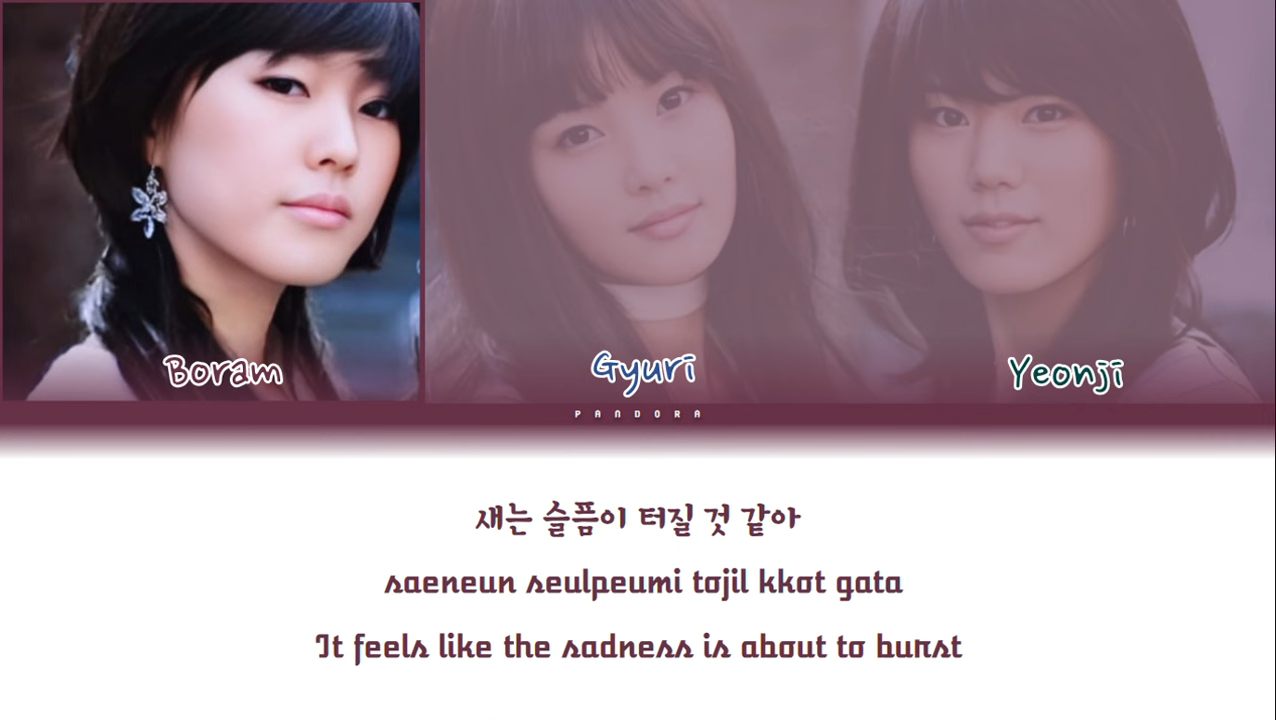 Boram
Gyuri
Yeonji
PANDORA
새는 슬픔이 터질 것 같아
saeneun seulpeumi tojil kkot gata
It feels like the sadness is about to burst